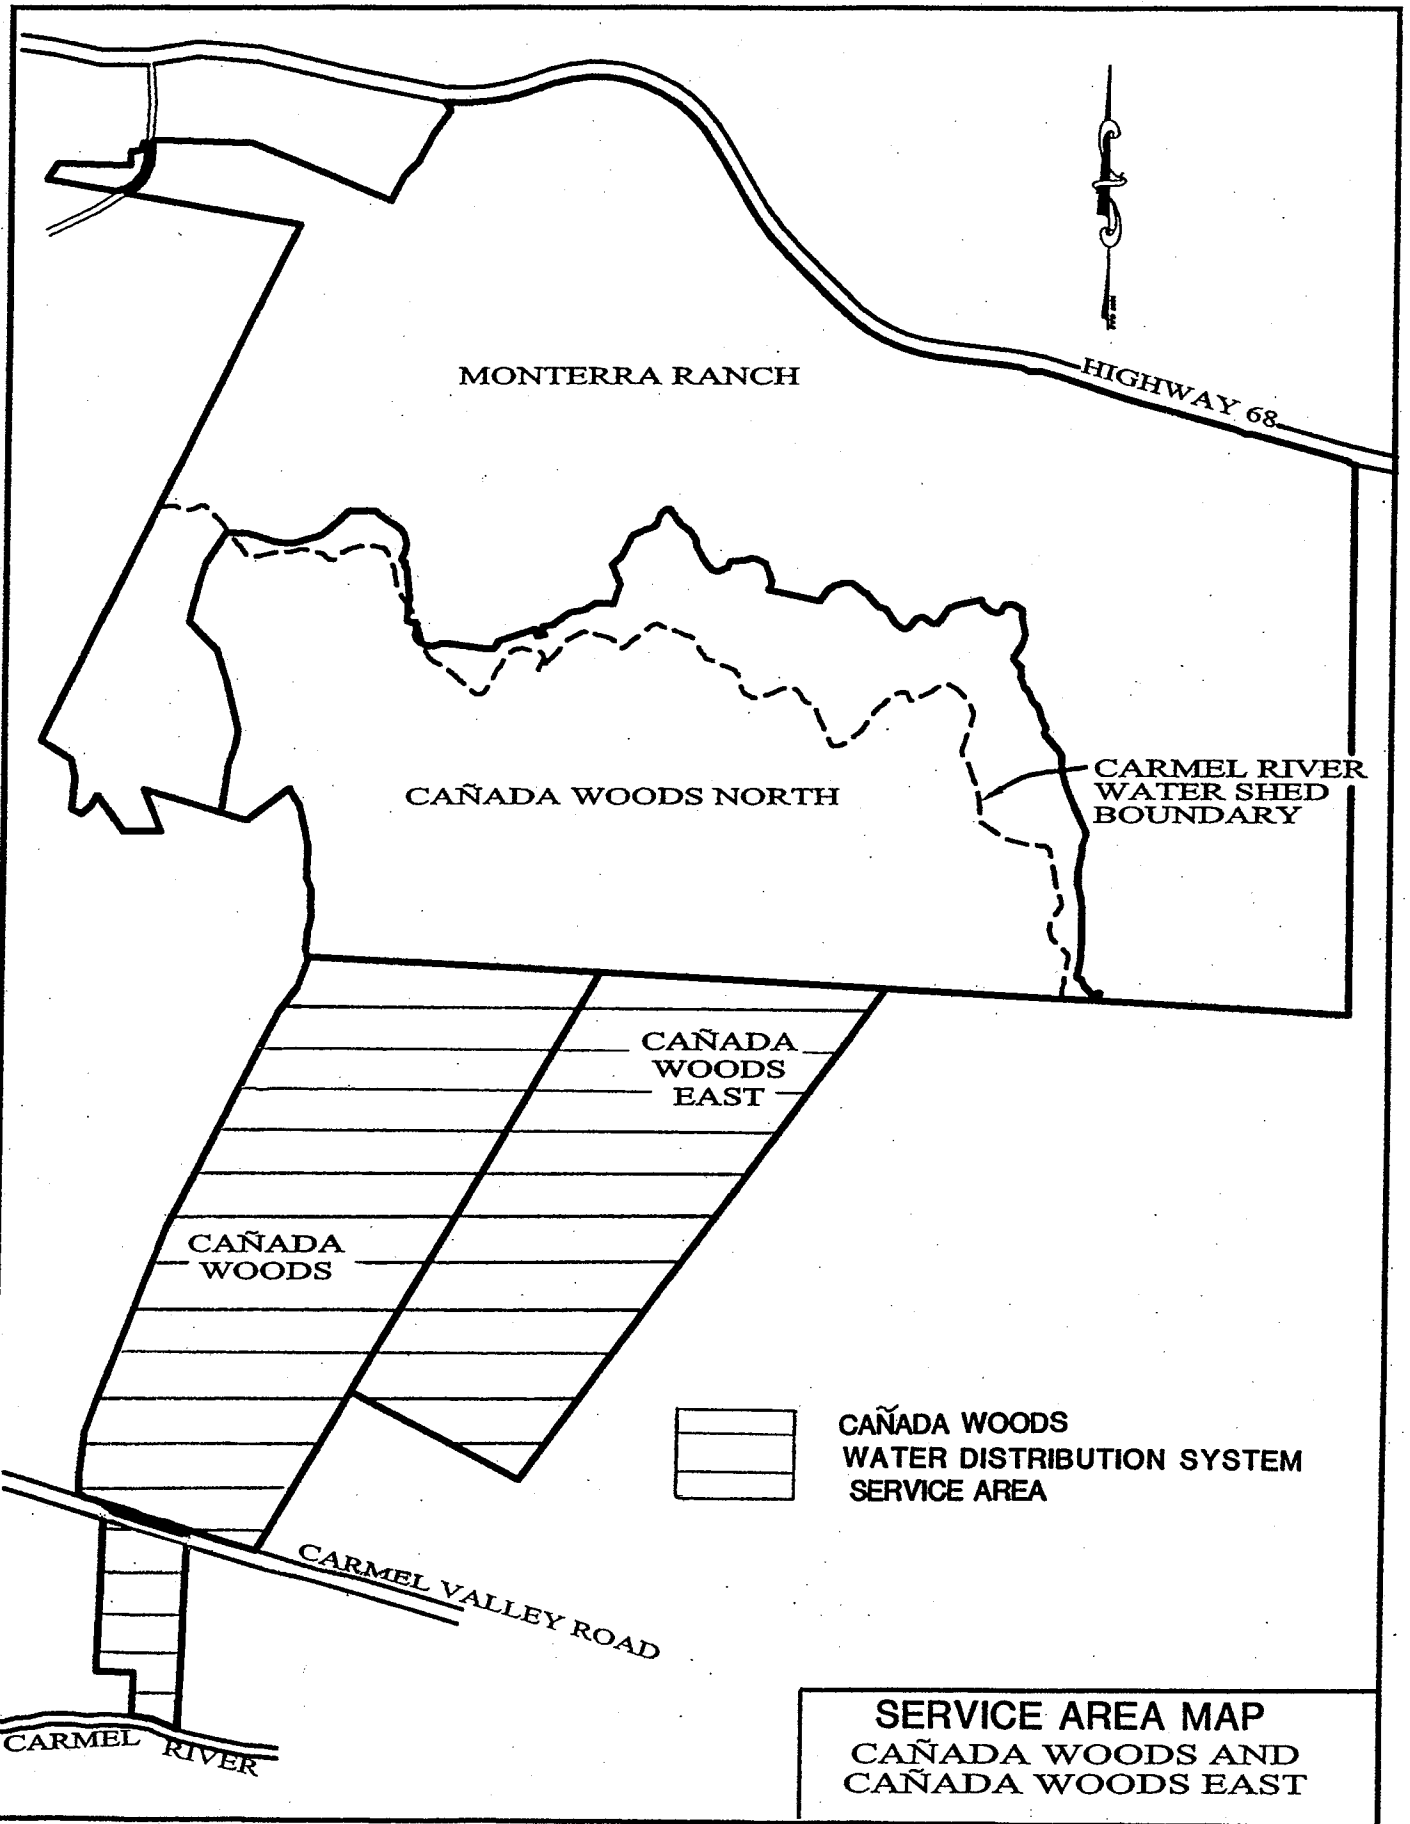 MONTERRA RANCH
HIGHWAY 68
CARMEL RIVER
WATER SHED
BOUNDARY
CAÑADA WOODS NORTH
CAÑADA
WOODS
EAST
CAÑADA
WOODS
CAÑADA WOODS
WATER DISTRIBUTION SYSTEM
SERVICE AREA
CARMEL VALLEY ROAD
CARMEL RIVER
SERVICE AREA MAP
CAÑADA WOODS AND
CAÑADA WOODS EAST